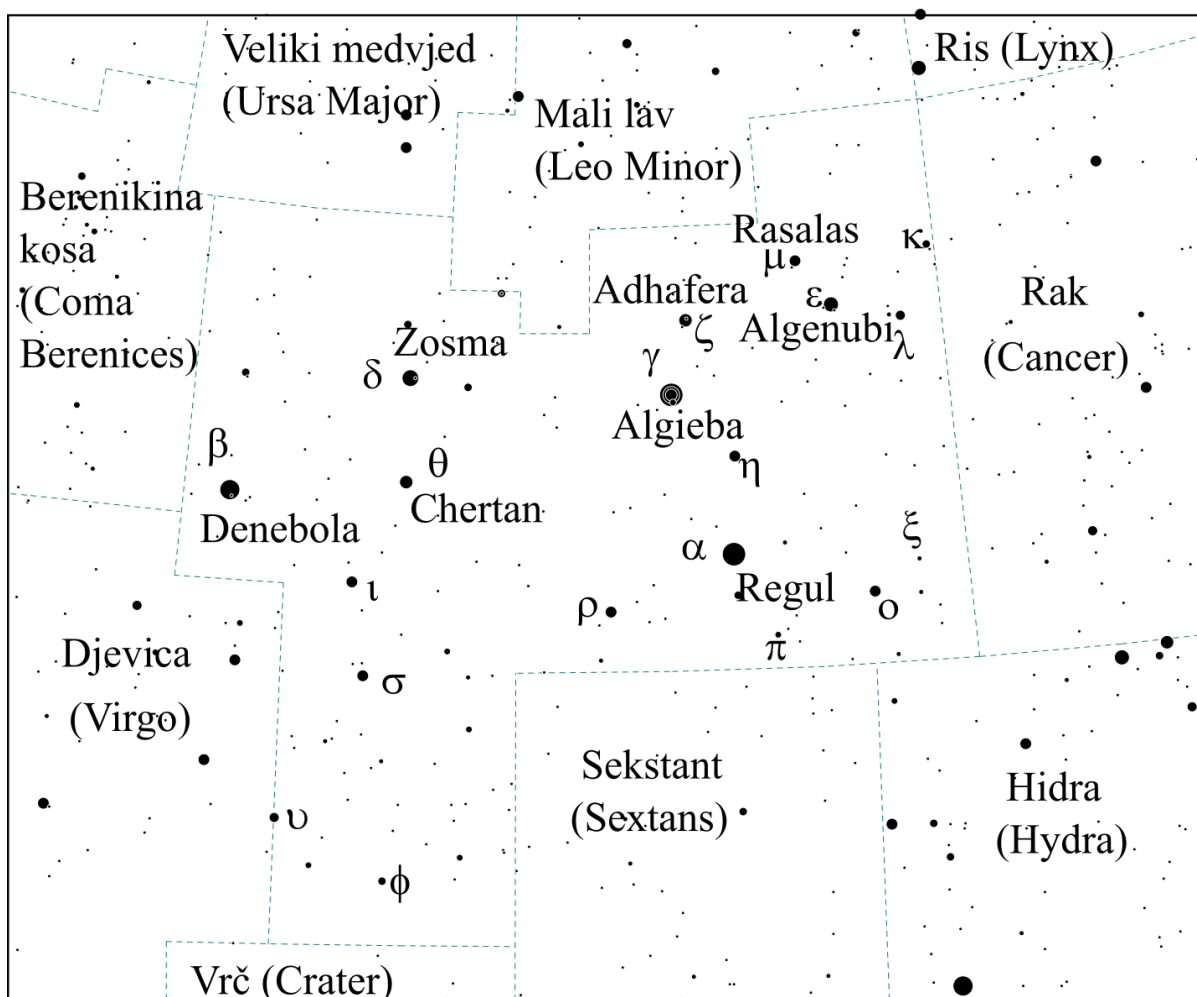 Veliki medvjed
(Ursa Major)
Mali lav
(Leo Minor)
Ris (Lynx)
Berenikina
kosa
(Coma
Berenices)
Rasalas
μ
κ
Adhafera
ζ
ε
Algenubi
λ
Rak
(Cancer)
Zosma
δ
γ
Algieba
β
Denebola
θ
Chertan
η
α
Regul
ξ
ο
ι
ρ
π
Djevica
(Virgo)
σ
Sekstant
(Sextans)
Hidra
(Hydra)
υ
ϕ
Vrč (Crater)